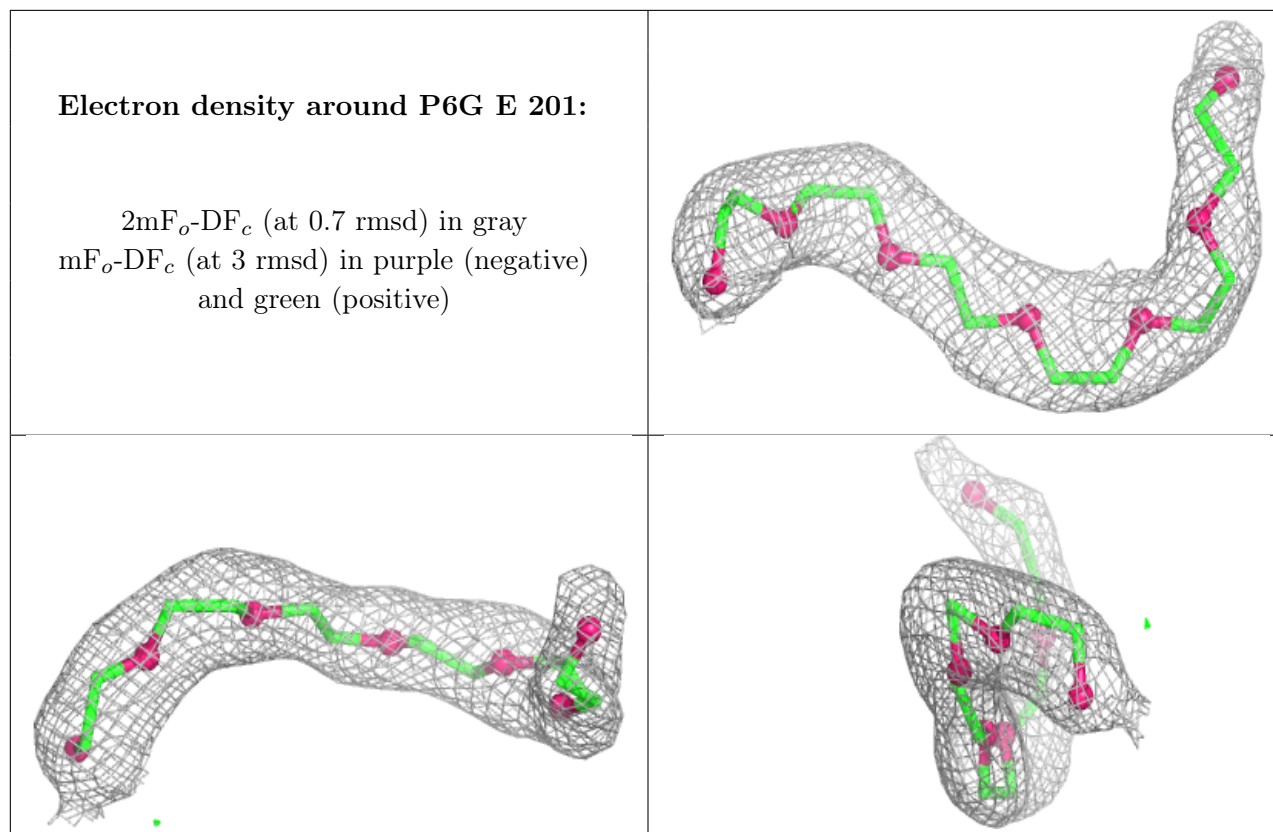 Electron density around P6G E 201:
2mFo-DFc (at 0.7 rmsd) in gray
mFo-DFc (at 3 rmsd) in purple (negative)
and green (positive)